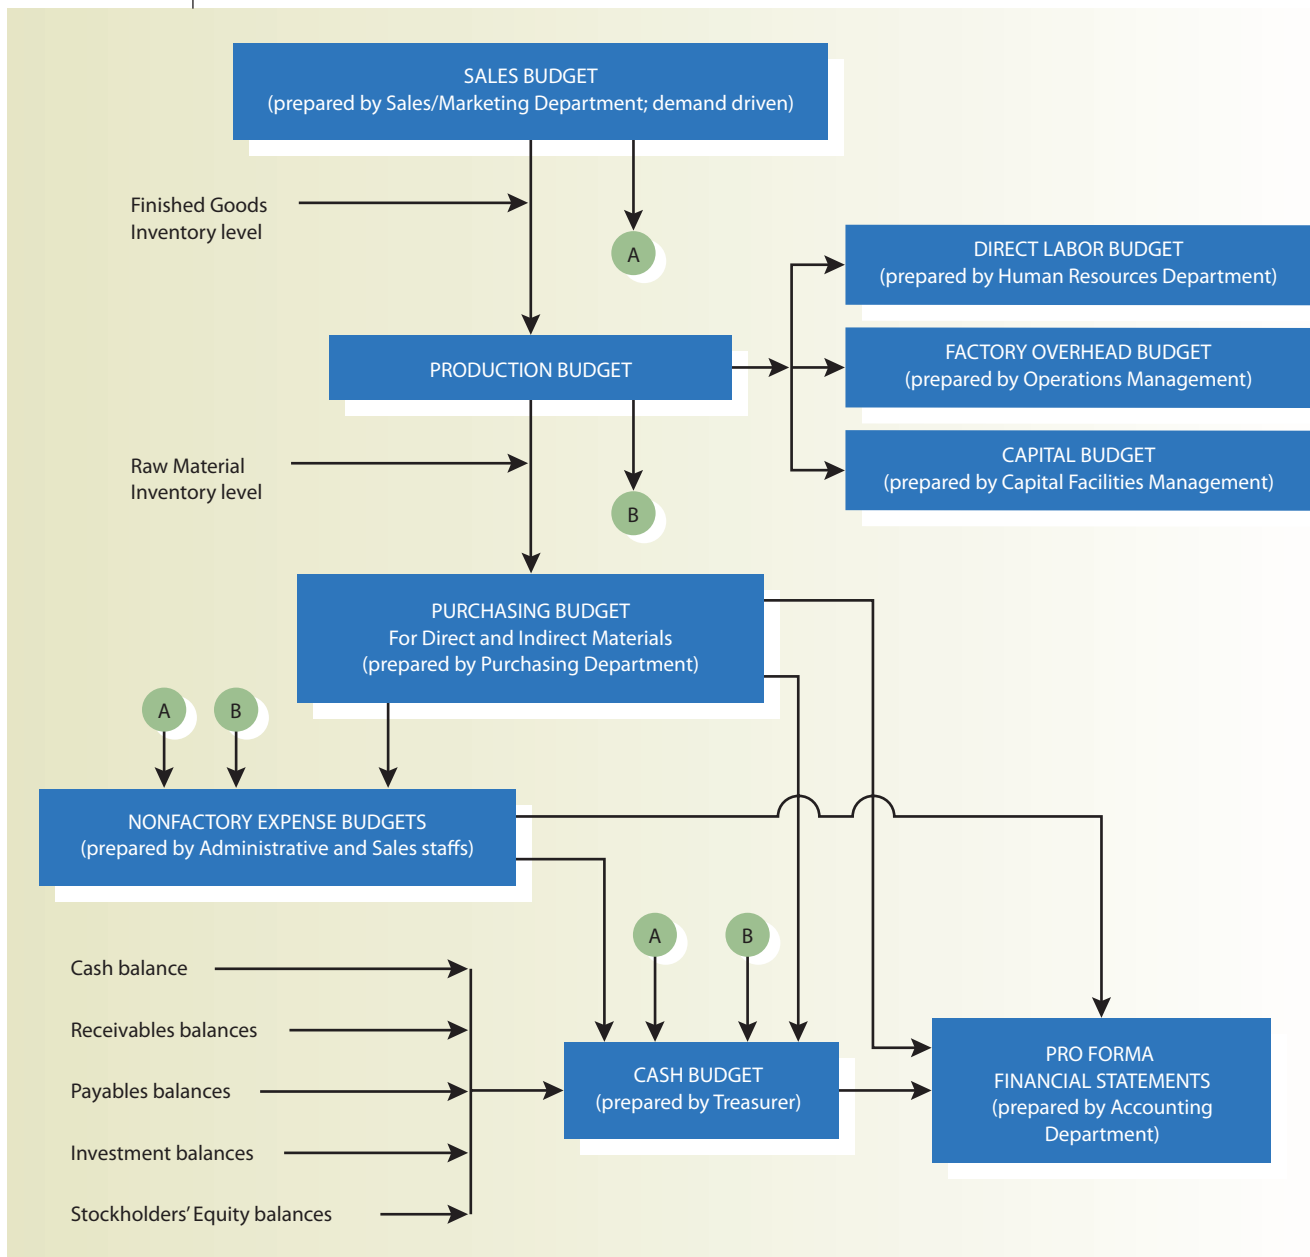 SALES BUDGET
(prepared by Sales/Marketing Department; demand driven)
Finished Goods
Inventory level
A
DIRECT LABOR BUDGET
(prepared by Human Resources Department)
FACTORY OVERHEAD BUDGET
(prepared by Operations Management)
PRODUCTION BUDGET
CAPITAL BUDGET
(prepared by Capital Facilities Management)
Raw Material
Inventory level
B
PURCHASING BUDGET
For Direct and Indirect Materials
(prepared by Purchasing Department)
A
B
NONFACTORY EXPENSE BUDGETS
(prepared by Administrative and Sales staffs)
A
B
Cash balance
Receivables balances
Payables balances
Investment balances
Stockholders’ Equity balances
CASH BUDGET
(prepared by Treasurer)
PRO FORMA
FINANCIAL STATEMENTS
(prepared by Accounting
Department)